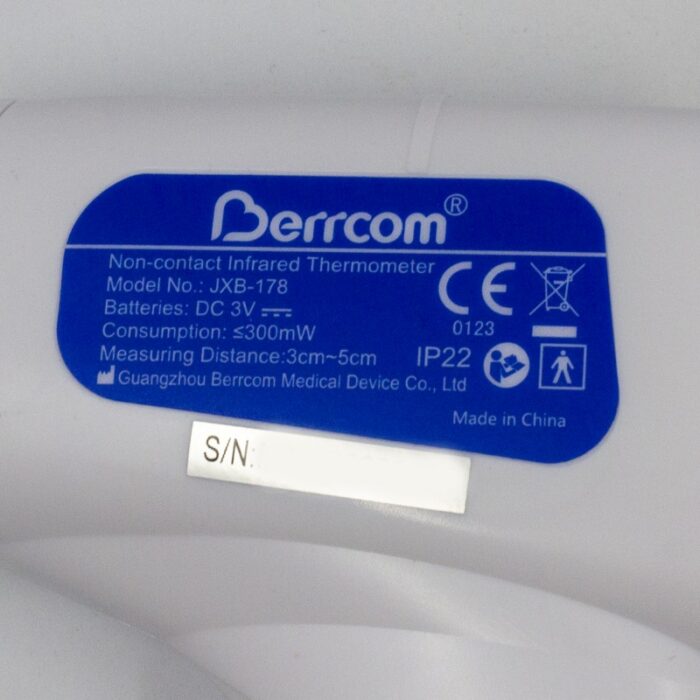 Berrcom®
Non-contact Infrared Thermometer
Model No.: JXB-178
Batteries: DC 3V ⎓
Consumption: ≤300mW
Measuring Distance:3cm~5cm
Guangzhou Berrcom Medical Device Co., Ltd
CE
0123
IP22
Made in China
S/N: